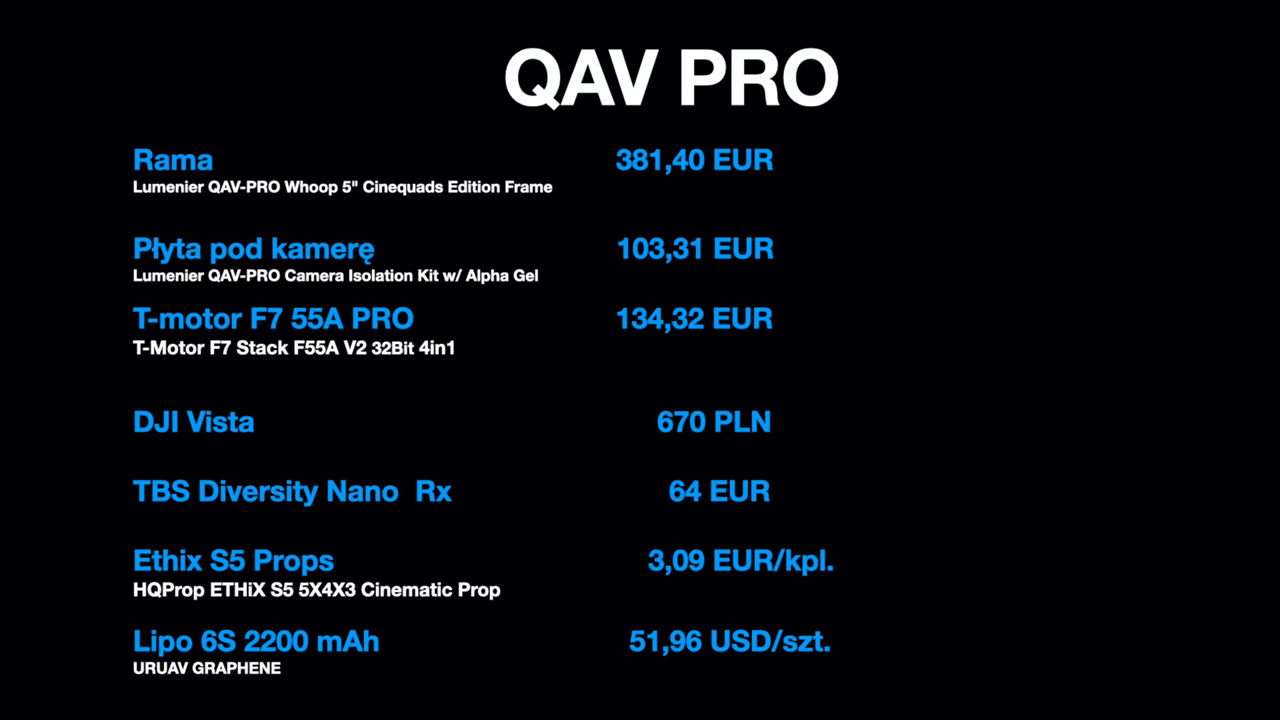 QAV PRO
Rama 381,40 EUR
Lumenier QAV-PRO Whoop 5" Cinequads Edition Frame
Płyta pod kamerę 103,31 EUR
Lumenier QAV-PRO Camera Isolation Kit w/ Alpha Gel
T-motor F7 55A PRO 134,32 EUR
T-Motor F7 Stack F55A V2 32Bit 4in1
DJI Vista 670 PLN
TBS Diversity Nano Rx 64 EUR
Ethix S5 Props 3,09 EUR/kpl.
HQProp ETHiX S5 5X4X3 Cinematic Prop
Lipo 6S 2200 mAh 51,96 USD/szt.
URUAV GRAPHENE